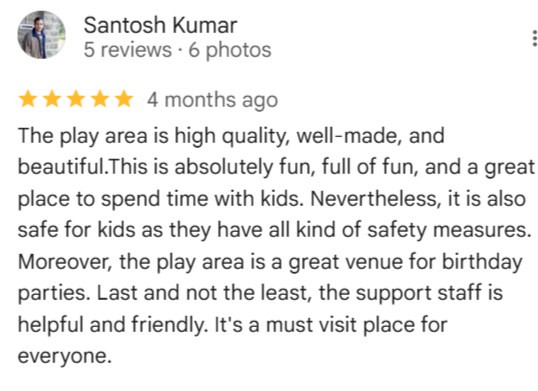 Santosh Kumar
5 reviews · 6 photos
4 months ago
The play area is high quality, well-made, and
beautiful.This is absolutely fun, full of fun, and a great
place to spend time with kids. Nevertheless, it is also
safe for kids as they have all kind of safety measures.
Moreover, the play area is a great venue for birthday
parties. Last and not the least, the support staff is
helpful and friendly. It's a must visit place for
everyone.